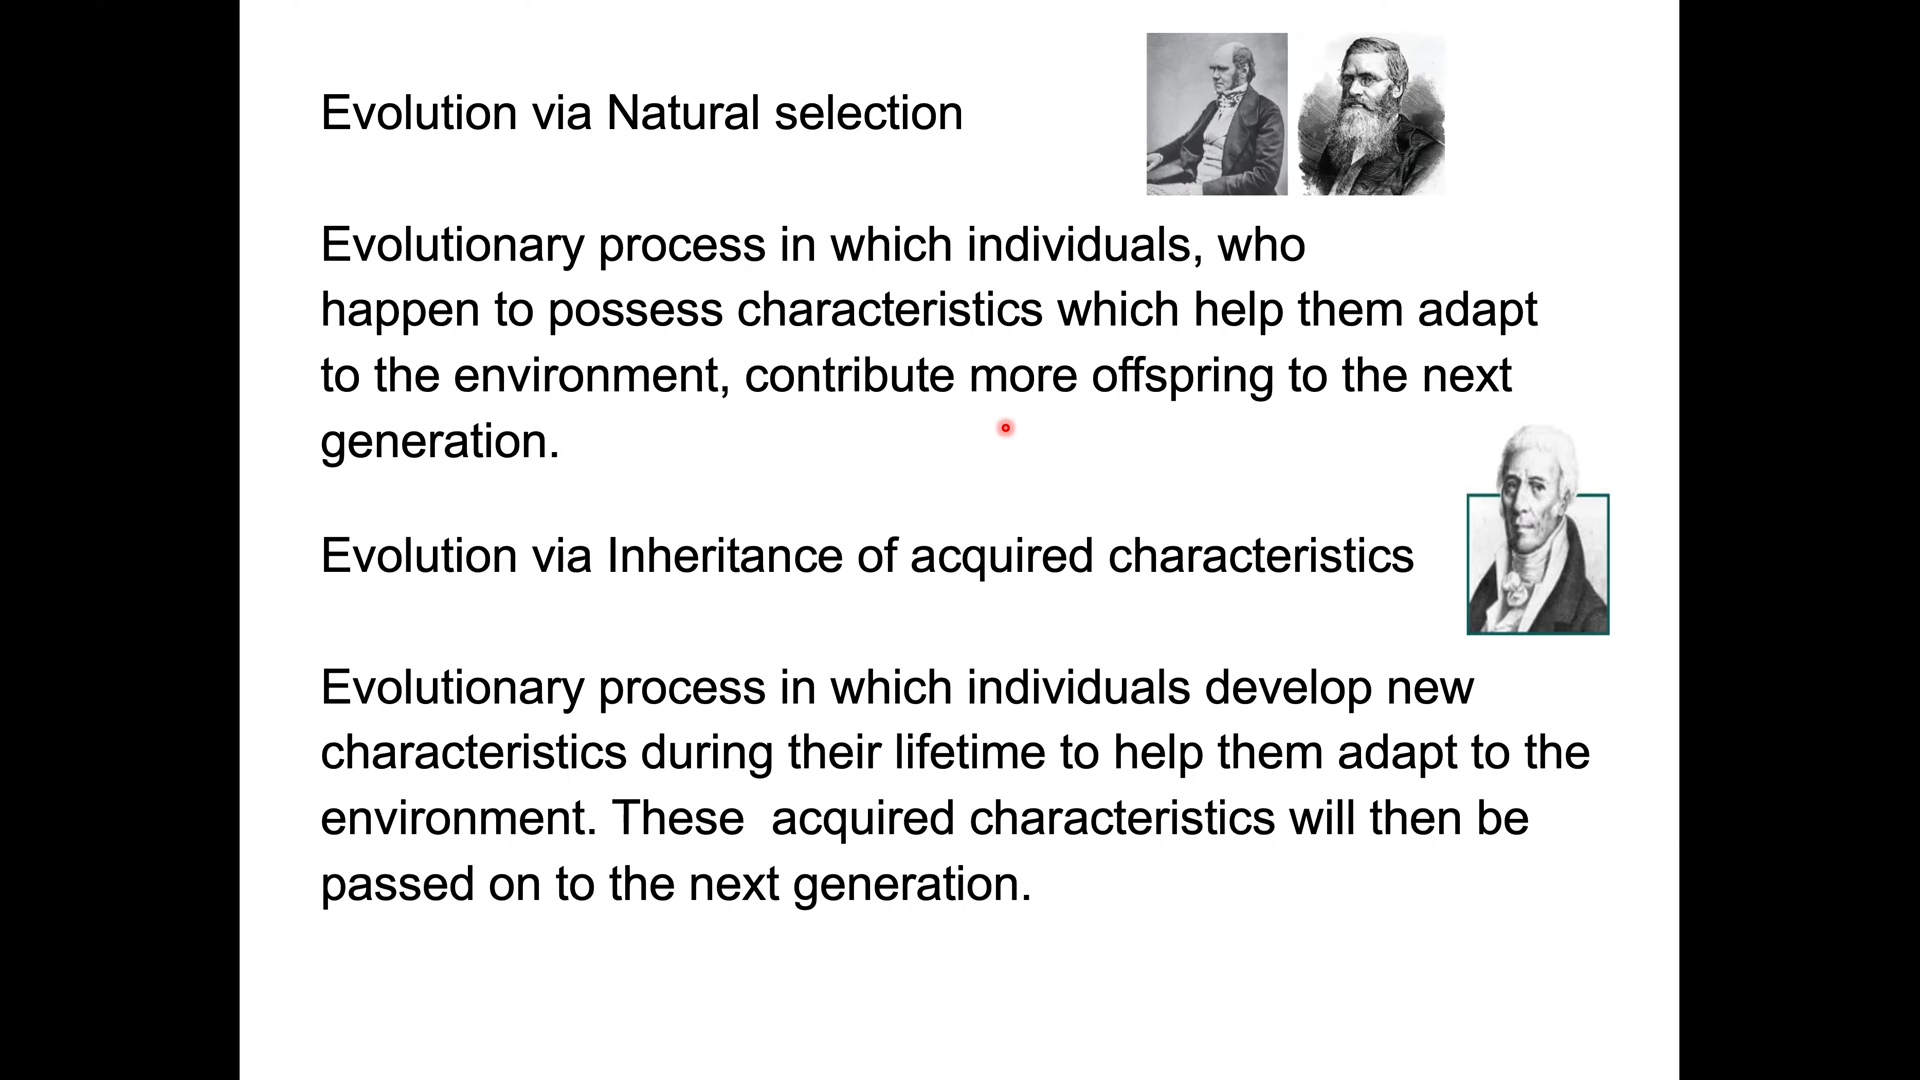 Evolution via Natural selection
Evolutionary process in which individuals, who
happen to possess characteristics which help them adapt
to the environment, contribute more offspring to the next
generation.
Evolution via Inheritance of acquired characteristics
Evolutionary process in which individuals develop new
characteristics during their lifetime to help them adapt to the
environment. These  acquired characteristics will then be
passed on to the next generation.